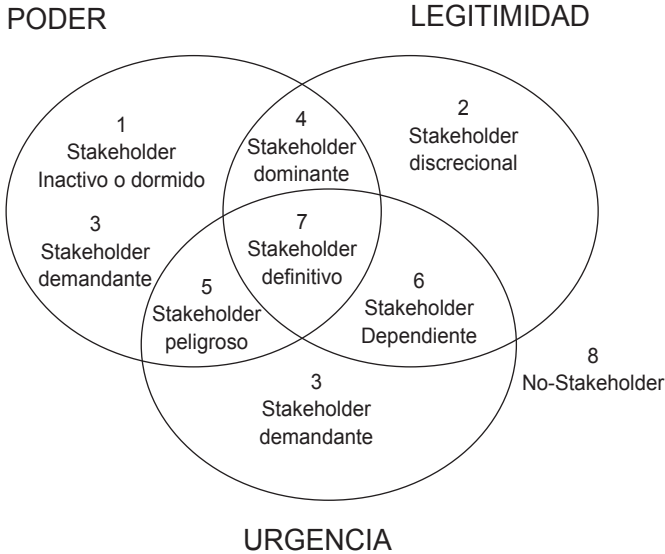 PODER
LEGITIMIDAD
1
Stakeholder
Inactivo o dormido
4
Stakeholder
dominante
2
Stakeholder
discrecional
3
Stakeholder
demandante
7
Stakeholder
definitivo
5
Stakeholder
peligroso
6
Stakeholder
Dependiente
8
No-Stakeholder
3
Stakeholder
demandante
URGENCIA